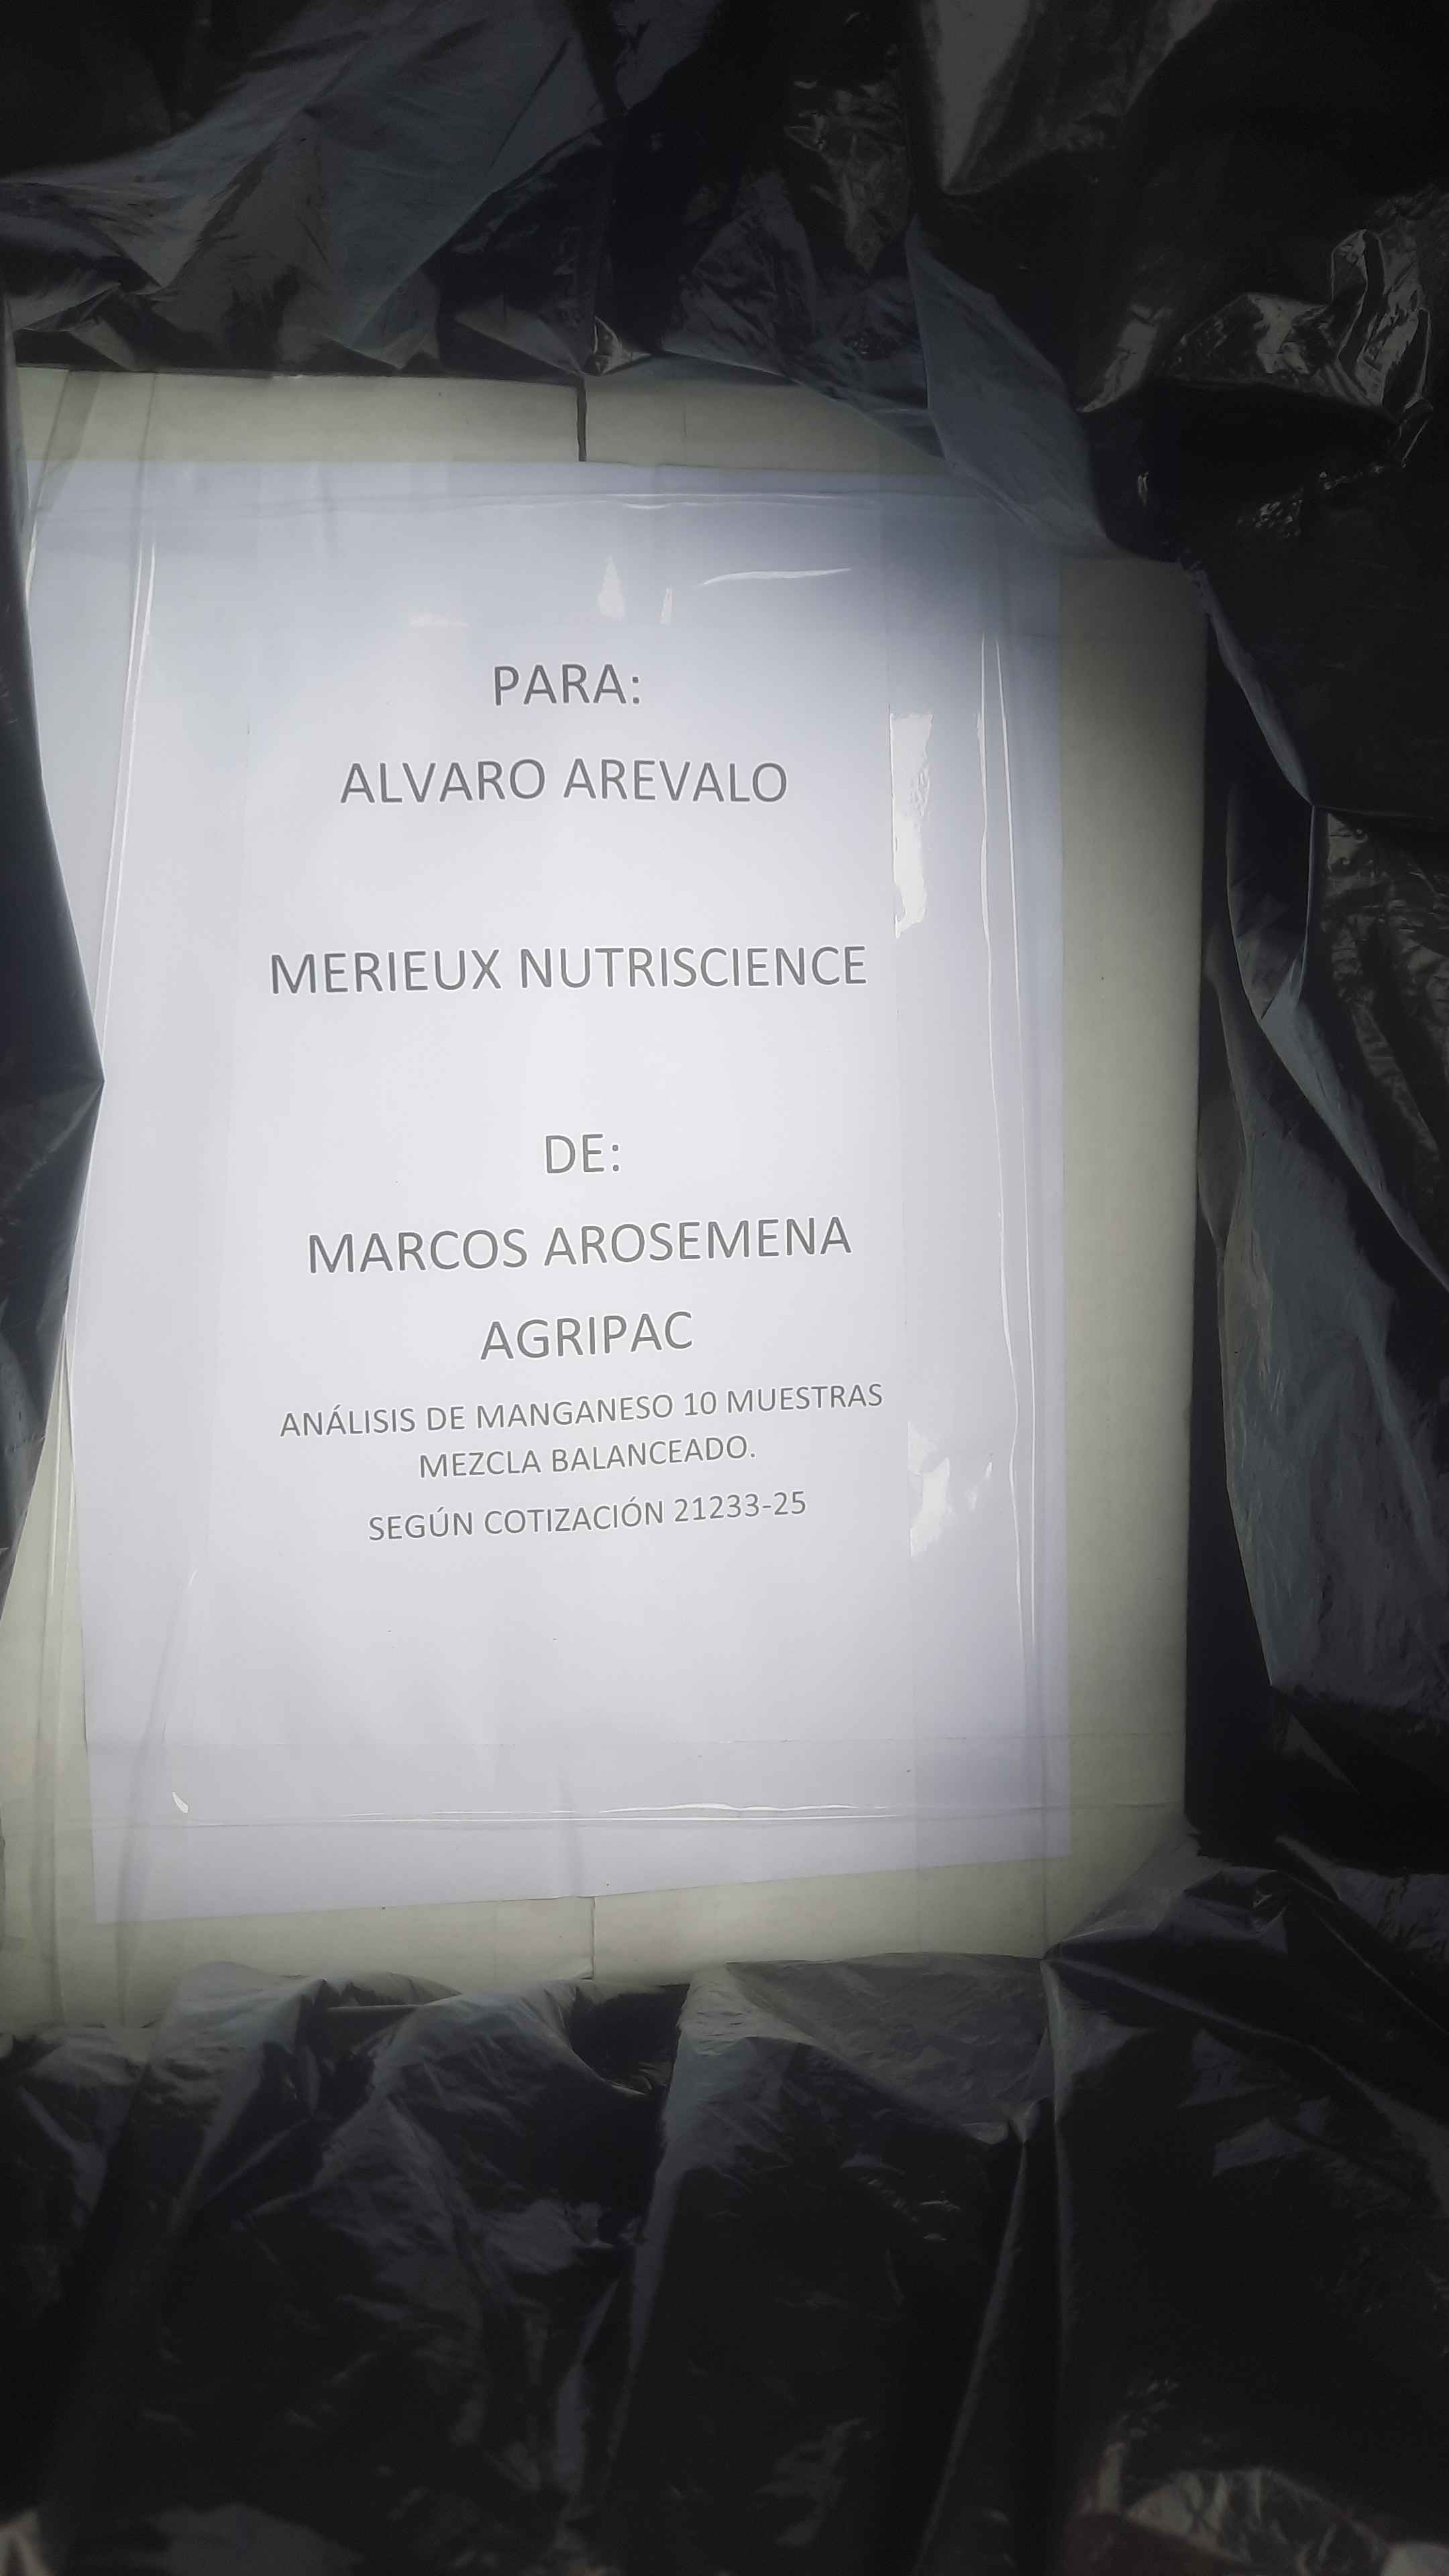 PARA:
ALVARO AREVALO
MERIEUX NUTRISCIENCE
DE:
MARCOS AROSEMENA
AGRIPAC
ANÁLISIS DE MANGANESO 10 MUESTRAS
MEZCLA BALANCEADO.
SEGÚN COTIZACIÓN 21233-25